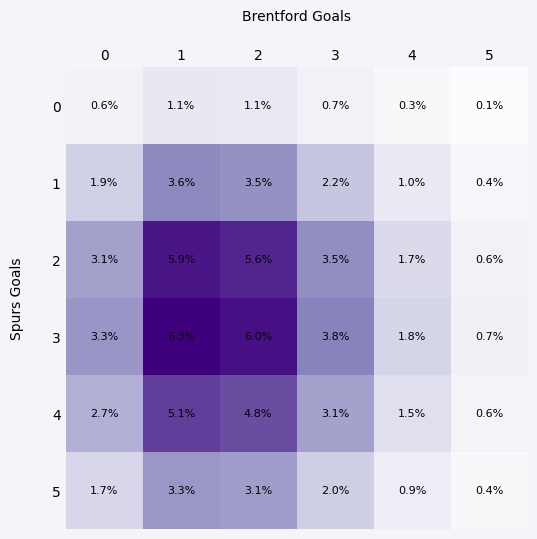 Brentford Goals
0 1 2 3 4 5
0 0.6% 1.1% 1.1% 0.7% 0.3% 0.1%
1 1.9% 3.6% 3.5% 2.2% 1.0% 0.4%
2 3.1% 5.9% 5.6% 3.5% 1.7% 0.6%
Spurs Goals
3 3.3% 6.3% 6.0% 3.8% 1.8% 0.7%
4 2.7% 5.1% 4.8% 3.1% 1.5% 0.6%
5 1.7% 3.3% 3.1% 2.0% 0.9% 0.4%